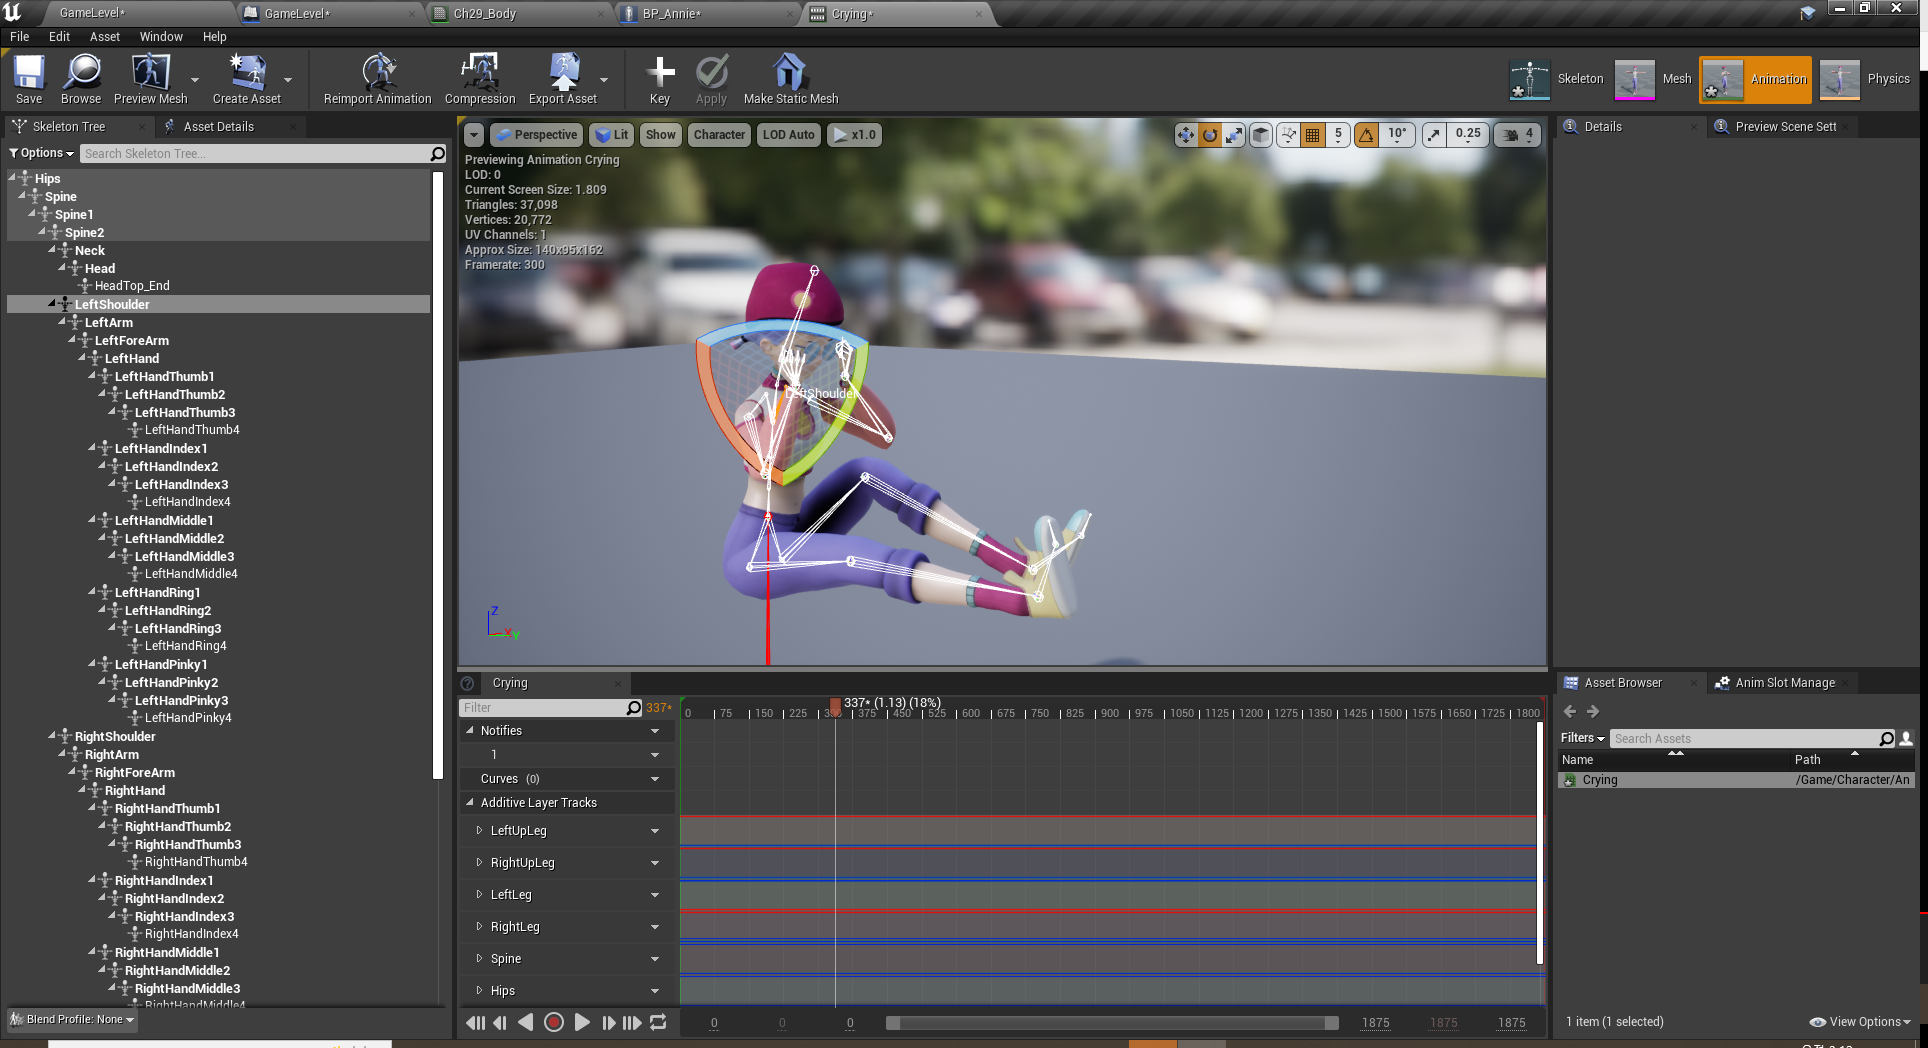 GameLevel*
GameLevel*
Ch29_Body
BP_Annie*
Crying*
File Edit Asset Window Help
Save
Browse
Preview Mesh
Create Asset
Reimport Animation
Compression
Export Asset
Key
Apply
Make Static Mesh
Skeleton
Mesh
Animation
Physics
Skeleton Tree
Asset Details
Options
Search Skeleton Tree...
Hips
Spine
Spine1
Spine2
Neck
Head
HeadTop_End
LeftShoulder
LeftArm
LeftForeArm
LeftHand
LeftHandThumb1
LeftHandThumb2
LeftHandThumb3
LeftHandThumb4
LeftHandIndex1
LeftHandIndex2
LeftHandIndex3
LeftHandIndex4
LeftHandMiddle1
LeftHandMiddle2
LeftHandMiddle3
LeftHandMiddle4
LeftHandRing1
LeftHandRing2
LeftHandRing3
LeftHandRing4
LeftHandPinky1
LeftHandPinky2
LeftHandPinky3
LeftHandPinky4
RightShoulder
RightArm
RightForeArm
RightHand
RightHandThumb1
RightHandThumb2
RightHandThumb3
RightHandThumb4
RightHandIndex1
RightHandIndex2
RightHandIndex3
RightHandIndex4
RightHandMiddle1
RightHandMiddle2
RightHandMiddle3
RightHandMiddle4
Blend Profile: None
Perspective Lit Show Character LOD Auto x1.0
5 10° 0.25 4
Previewing Animation Crying
LOD: 0
Current Screen Size: 1.809
Triangles: 37,098
Vertices: 20,772
UV Channels: 1
Approx Size: 140x95x162
Framerate: 300
LeftShoulder
Z
X Y
Crying
Filter
337*
337* (1.13) (18%)
0 75 150 225 300 375 450 525 600 675 750 825 900 975 1050 1125 1200 1275 1350 1425 1500 1575 1650 1725 1800
Notifies
1
Curves (0)
Additive Layer Tracks
LeftUpLeg
RightUpLeg
LeftLeg
RightLeg
Spine
Hips
0 0 0 1875 1875 1875
Details
Preview Scene Sett
Asset Browser
Anim Slot Manage
Filters
Search Assets
Name Path
Crying /Game/Character/An
1 item (1 selected)
View Options